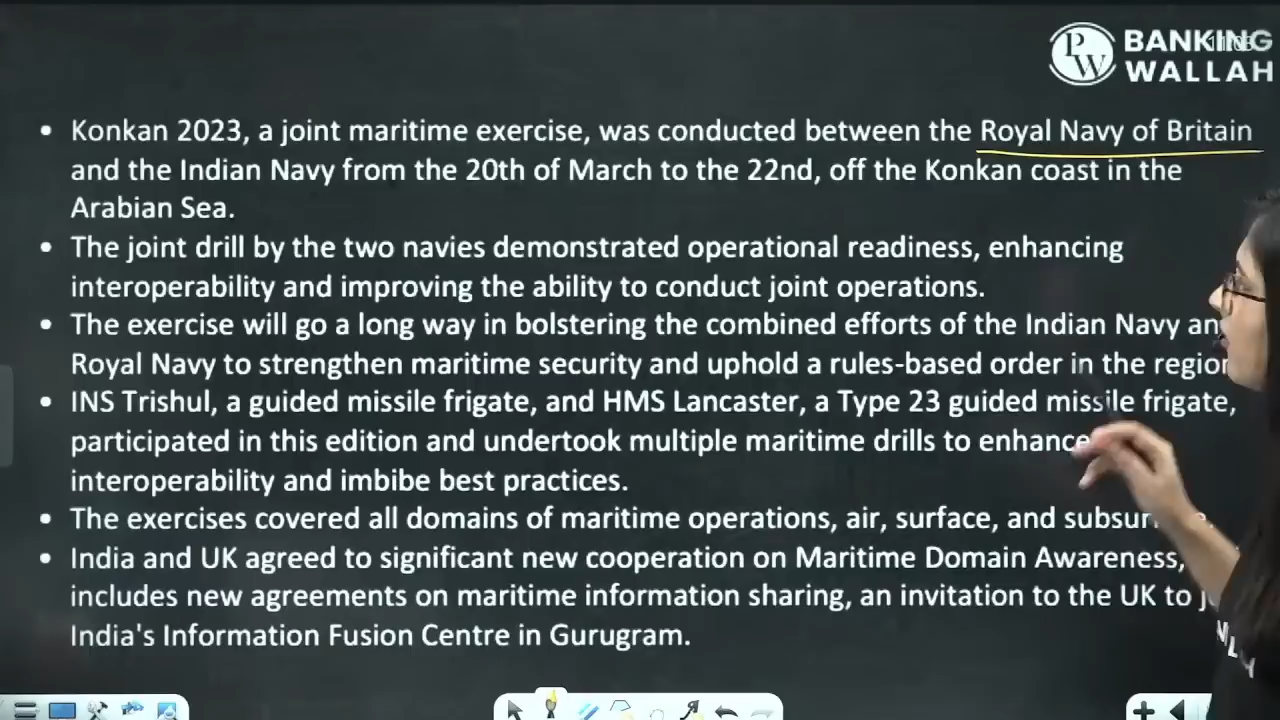 PW BANKING
WALLAH
• Konkan 2023, a joint maritime exercise, was conducted between the Royal Navy of Britain
and the Indian Navy from the 20th of March to the 22nd, off the Konkan coast in the
Arabian Sea.
• The joint drill by the two navies demonstrated operational readiness, enhancing
interoperability and improving the ability to conduct joint operations.
• The exercise will go a long way in bolstering the combined efforts of the Indian Navy
Royal Navy to strengthen maritime security and uphold a rules-based order in the region
• INS Trishul, a guided missile frigate, and HMS Lancaster, a Type 23 guided missile frigate,
participated in this edition and undertook multiple maritime drills to enhance
interoperability and imbibe best practices.
• The exercises covered all domains of maritime operations, air, surface, and
• India and UK agreed to significant new cooperation on Maritime Domain Awareness,
includes new agreements on maritime information sharing, an invitation to the UK to
India's Information Fusion Centre in Gurugram.